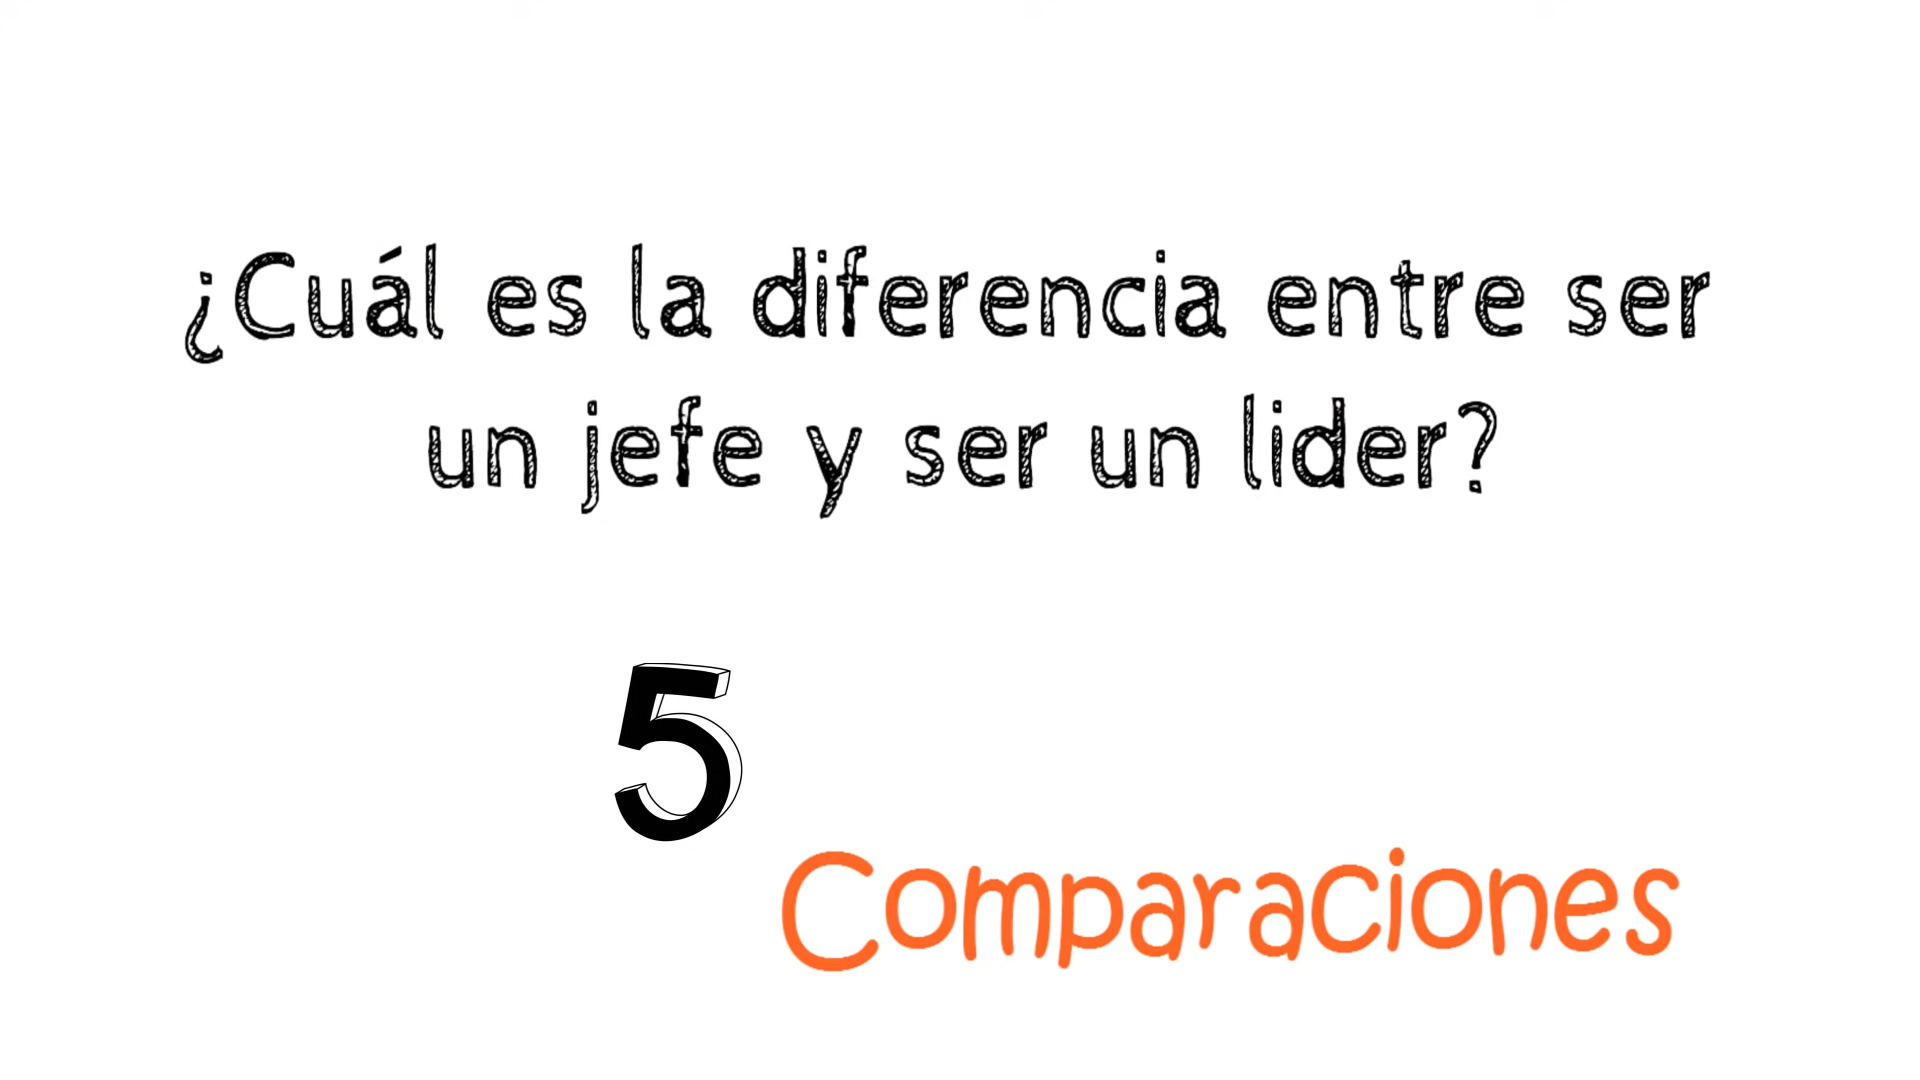 ¿Cuál es la diferencia entre ser
un jefe y ser un lider?
5
Comparaciones